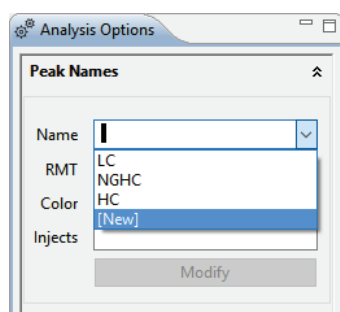 Analysis Options
Peak Names
Name
RMT
LC
NGHC
Color
HC
[New]
Injects
Modify